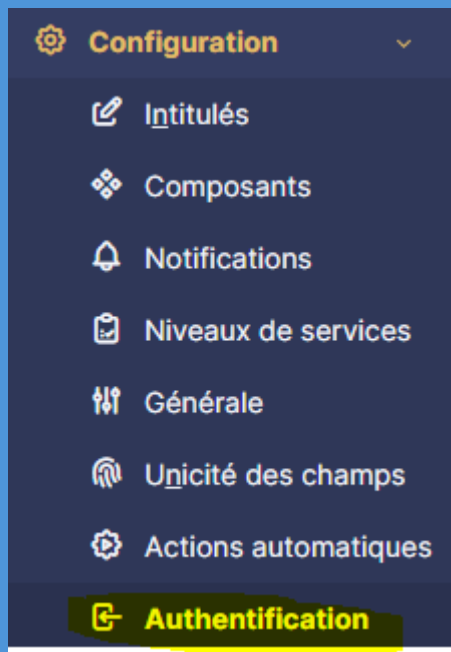 Configuration
Intitulés
Composants
Notifications
Niveaux de services
Générale
Unicité des champs
Actions automatiques
Authentification